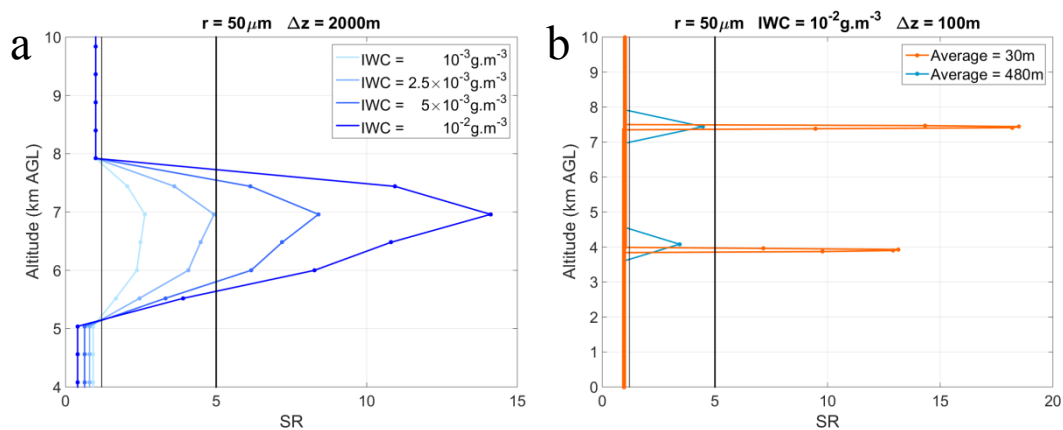 a
r = 50μm Δz = 2000m
10
9
8
7
6
5
4
Altitude (km AGL)
0 5 10 15
SR
IWC = 10⁻³g.m⁻³
IWC = 2.5×10⁻³g.m⁻³
IWC = 5×10⁻³g.m⁻³
IWC = 10⁻²g.m⁻³
b
r = 50μm IWC = 10⁻²g.m⁻³ Δz = 100m
10
9
8
7
6
5
4
3
2
1
0
Altitude (km AGL)
0 5 10 15 20
SR
Average = 30m
Average = 480m